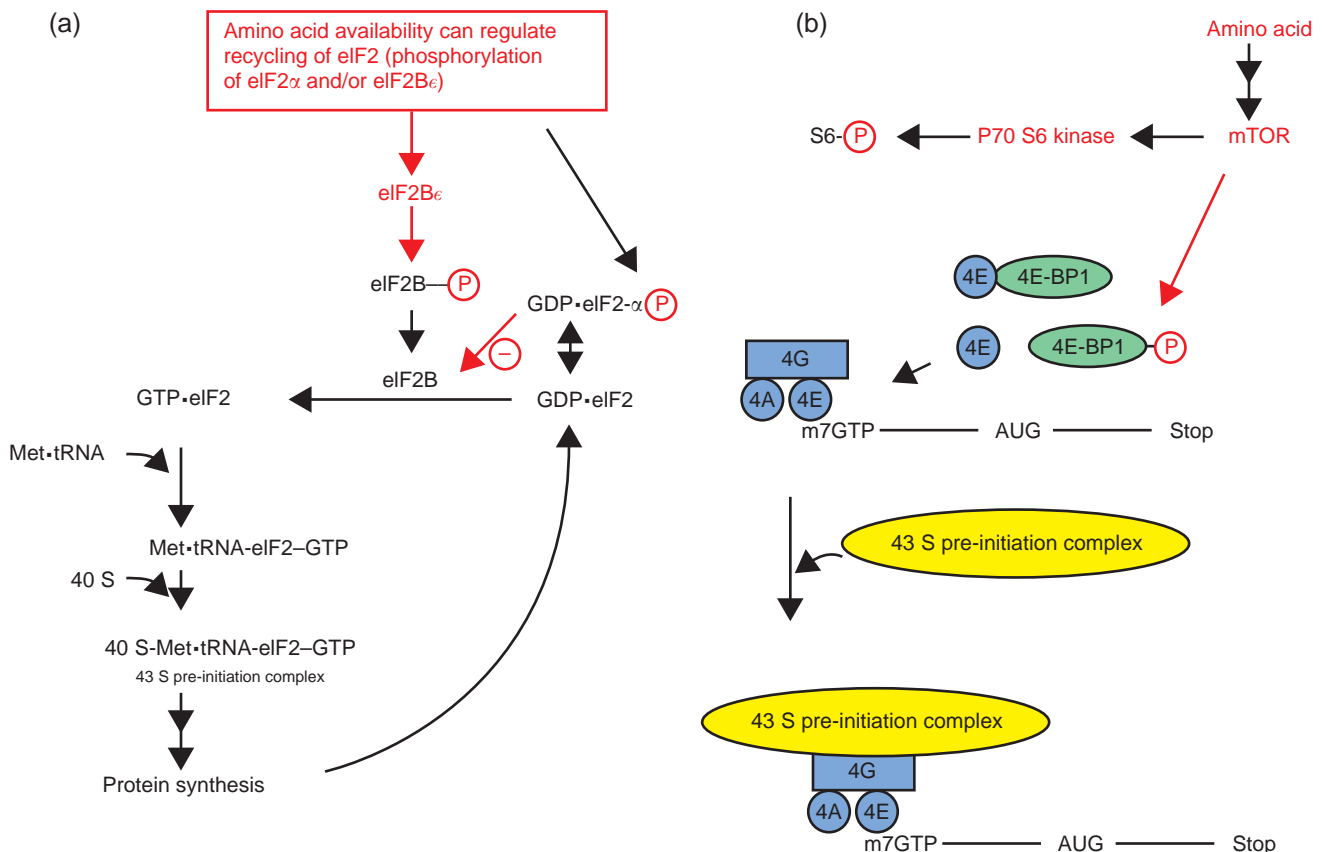 (a)
Amino acid availability can regulate
recycling of eIF2 (phosphorylation
of eIF2α and/or eIF2Bϵ)
eIF2Bϵ
eIF2B—P
GDP▪eIF2-α P
–
eIF2B
GTP▪eIF2
GDP▪eIF2
Met▪tRNA
Met▪tRNA-eIF2–GTP
40 S
40 S-Met▪tRNA-eIF2–GTP
43 S pre-initiation complex
Protein synthesis
(b)
Amino acid
S6-P
P70 S6 kinase
mTOR
4E
4E-BP1
4E
4E-BP1
P
4G
4A
4E
m7GTP
AUG
Stop
43 S pre-initiation complex
43 S pre-initiation complex
4G
4A
4E
m7GTP
AUG
Stop